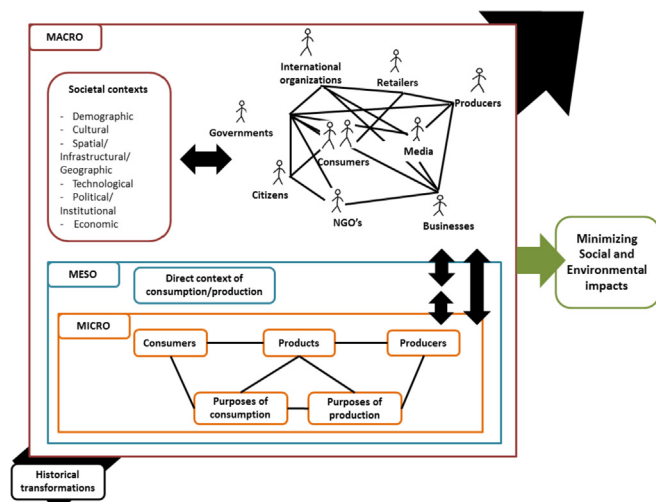 MACRO
Societal contexts
- Demographic
- Cultural
- Spatial/
Infrastructural/
Geographic
- Technological
- Political/
Institutional
- Economic
International
organizations
Retailers
Producers
Governments
Consumers
Media
Citizens
NGO's
Businesses
Minimizing
Social and
Environmental
impacts
MESO
Direct context of
consumption/production
MICRO
Consumers
Products
Producers
Purposes of
consumption
Purposes of
production
Historical
transformations